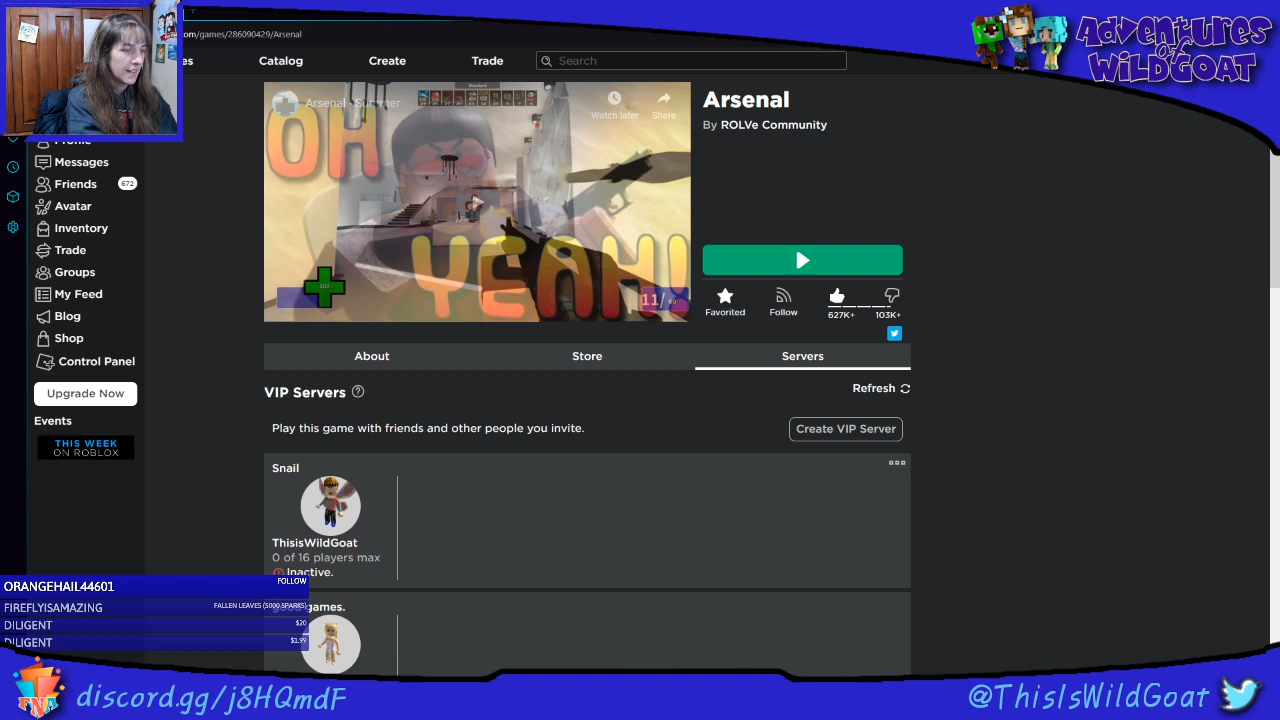 om/games/286090429/Arsenal
Adventures
of
WildGoat
es
Catalog
Create
Trade
Search
Arsenal - Summer
Standard
Watch later
Share
OH
YEAH!
100
11/
Arsenal
By ROLVe Community
Favorited
Follow
627K+
103K+
Profile
Messages
Friends
672
Avatar
Inventory
Trade
Groups
My Feed
Blog
Shop
Control Panel
Upgrade Now
Events
THIS WEEK
ON ROBLOX
About
Store
Servers
VIP Servers
Refresh
Play this game with friends and other people you invite.
Create VIP Server
Snail
ThisisWildGoat
0 of 16 players max
Inactive.
games.
ORANGEHAIL44601
FOLLOW
FIREFLYISAMAZING
FALLEN LEAVES (5000 SPARKS)
DILIGENT
$20
DILIGENT
$1.99
FNA
discord.gg/j8HQmdF
@ThisIsWildGoat